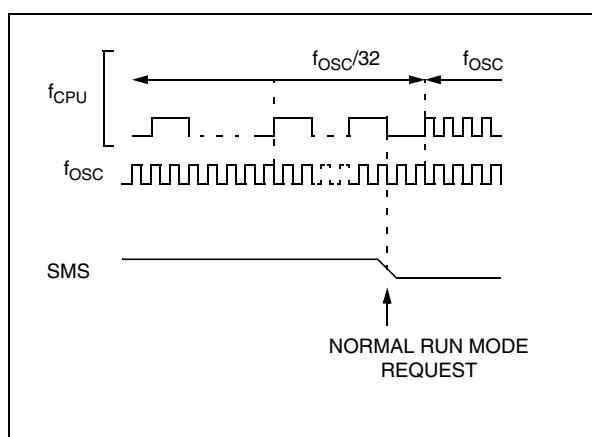 fOSC/32 fOSC
fCPU
fOSC
SMS
NORMAL RUN MODE
REQUEST